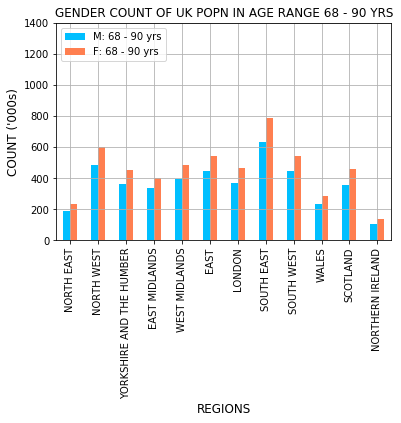 GENDER COUNT OF UK POPN IN AGE RANGE 68 - 90 YRS
M: 68 - 90 yrs
F: 68 - 90 yrs
COUNT ('000s)
1400
1200
1000
800
600
400
200
0
NORTH EAST
NORTH WEST
YORKSHIRE AND THE HUMBER
EAST MIDLANDS
WEST MIDLANDS
EAST
LONDON
SOUTH EAST
SOUTH WEST
WALES
SCOTLAND
NORTHERN IRELAND
REGIONS